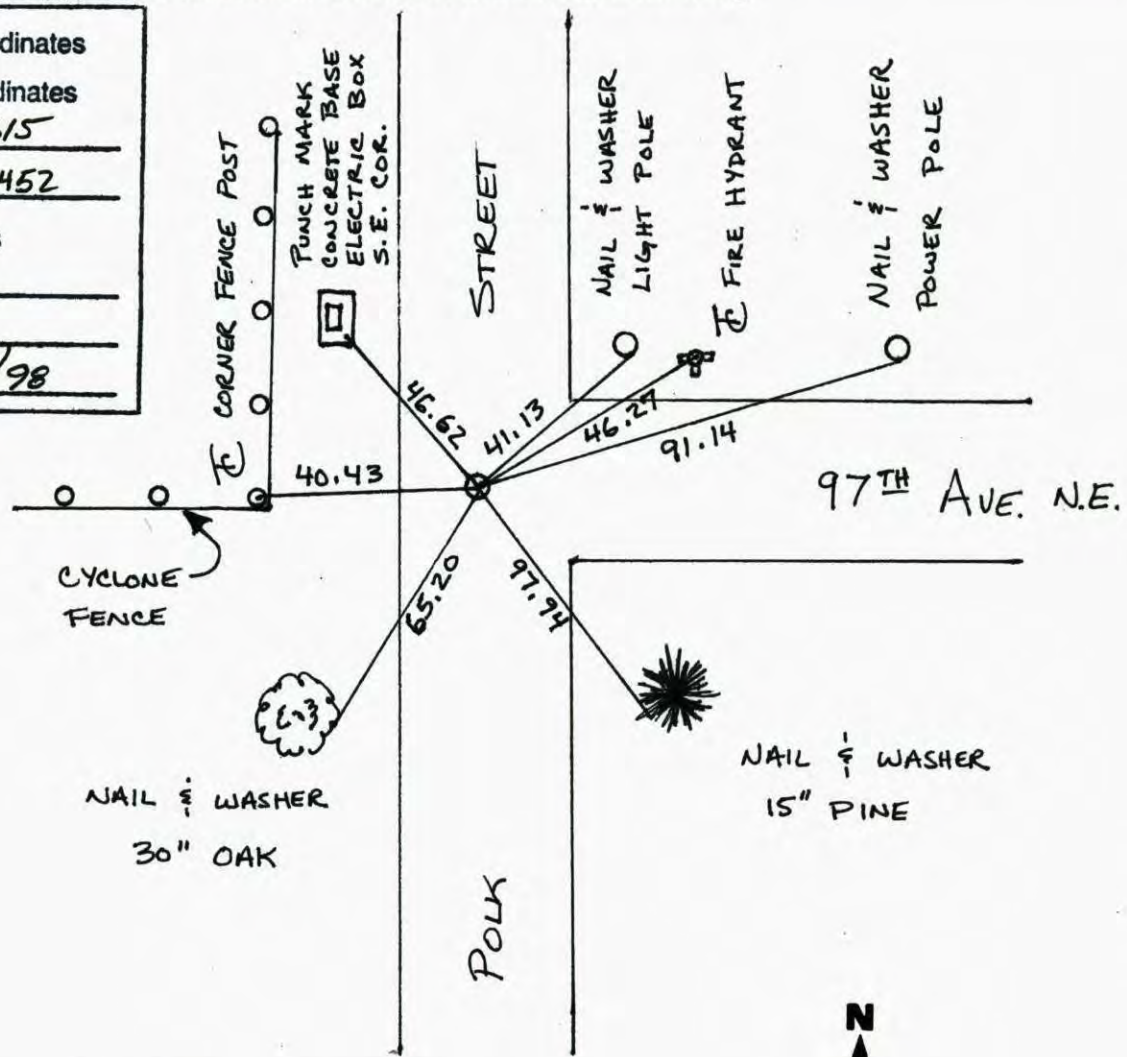 dinates
dinates
.15
452
98
CORNER FENCE POST
PUNCH MARK
CONCRETE BASE
ELECTRIC BOX
S.E. COR.
STREET
NAIL & WASHER
LIGHT POLE
FIRE HYDRANT
NAIL & WASHER
POWER POLE
46.62
41.13
46.27
91.14
40.43
97TH AVE. N.E.
CYCLONE
FENCE
65.20
97.94
NAIL & WASHER
30" OAK
NAIL & WASHER
15" PINE
POLK
N